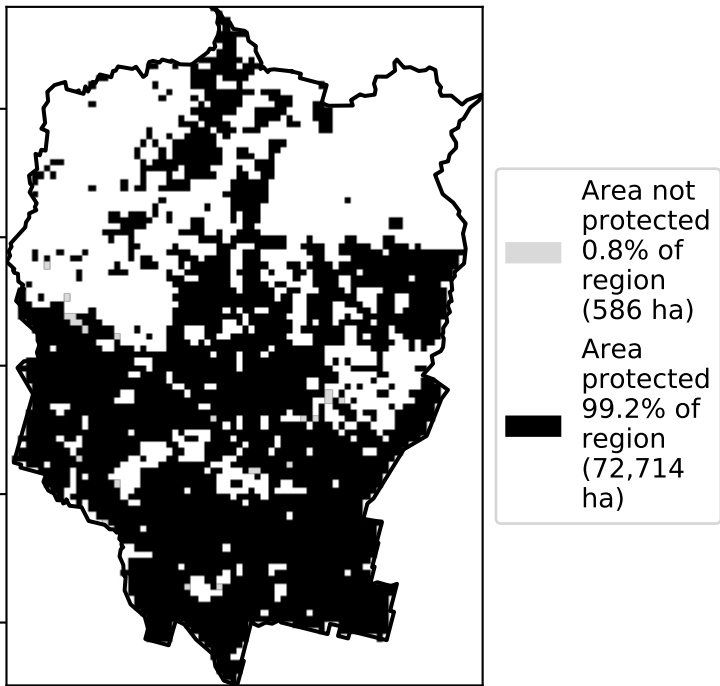 Area not
protected
0.8% of
region
(586 ha)
Area
protected
99.2% of
region
(72,714
ha)